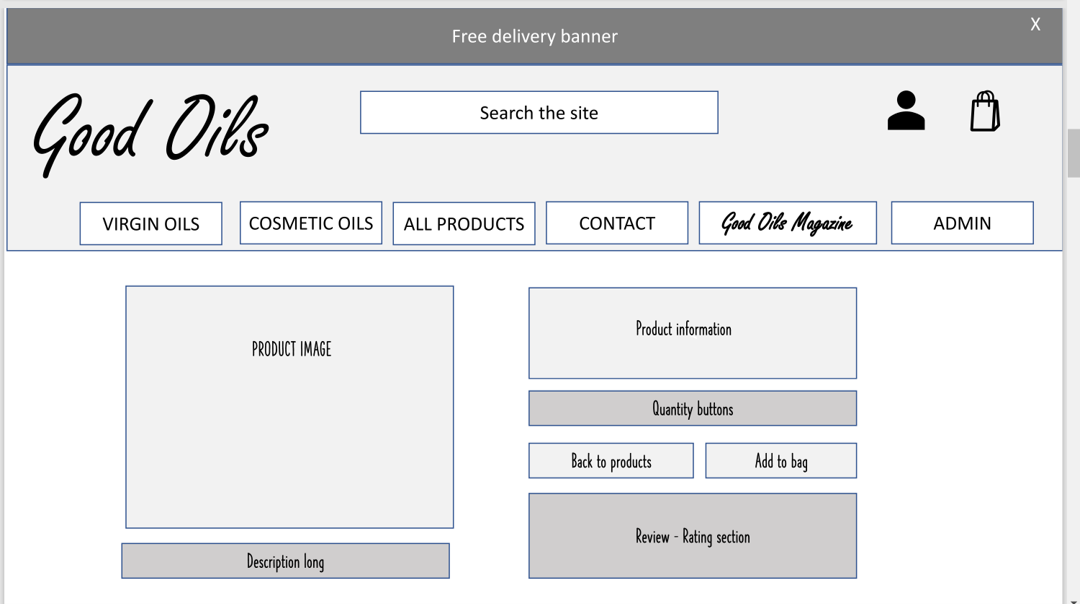 Free delivery banner
X
Good Oils
Search the site
VIRGIN OILS
COSMETIC OILS
ALL PRODUCTS
CONTACT
Good Oils Magazine
ADMIN
PRODUCT IMAGE
Description long
Product information
Quantity buttons
Back to products
Add to bag
Review - Rating section